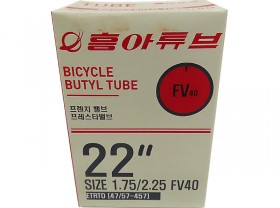 흥아튜브
BICYCLE
BUTYL TUBE
FV40
프렌치 밸브
프레스타밸브
22"
SIZE 1.75/2.25 FV40
ETRTO (47/57-457)